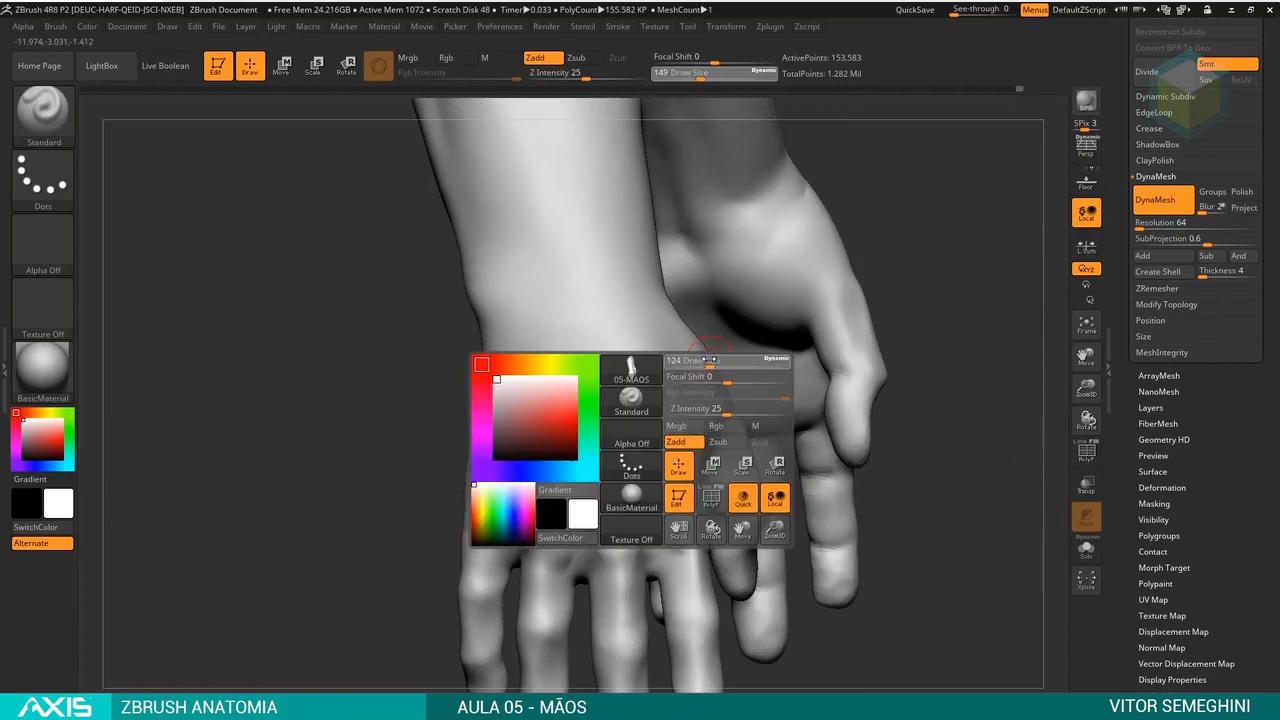 ZBrush 4R8 P2 [DEUC-HARF-QEID-JSCI-NXEB] ZBrush Document • Free Mem 24.216GB • Active Mem 1072 • Scratch Disk 48 • Timer▶0.033 • PolyCount▶155.582 KP • MeshCount▶1 QuickSave See-through 0 Menus DefaultZScript
Alpha Brush Color Document Draw Edit File Layer Light Macro Marker Material Movie Picker Preferences Render Stencil Stroke Texture Tool Transform Zplugin Zscript
-11.974,-3.031,-1.412
Home Page LightBox Live Boolean
Edit Draw Move Scale Rotate
Mrgb Rgb M
Rgb Intensity
Zadd Zsub Zcut
Z Intensity 25
Focal Shift 0
149 Draw Size Dynamic
ActivePoints: 153,583
TotalPoints: 1.282 Mil
Standard
Dots
Alpha Off
Texture Off
BasicMaterial
Gradient
SwitchColor
Alternate
05-MAOS
Standard
Alpha Off
Dots
BasicMaterial
Texture Off
Gradient
SwitchColor
124 Dynamic
Focal Shift 0
Rgb Intensity
Z Intensity 25
Mrgb Rgb M
Zadd Zsub Zcut
Draw Move Scale Rotate
Edit Line Fill PolyF Quick Local
Scroll Rotate Move Zoom3D
BPR
SPix 3
Dynamic
Persp
Floor
Local
L.Sym
XYZ
Frame
Move
Zoom3D
Rotate
Line Fill
PolyF
Transp
Dynamic
Solo
Xpose
Reconstruct Subdiv
Convert BPR To Geo
Divide Smt
Suv ReUV
Dynamic Subdiv
EdgeLoop
Crease
ShadowBox
ClayPolish
DynaMesh
DynaMesh Groups Polish
Blur 2 Project
Resolution 64
SubProjection 0.6
Add Sub And
Create Shell Thickness 4
ZRemesher
Modify Topology
Position
Size
MeshIntegrity
ArrayMesh
NanoMesh
Layers
FiberMesh
Geometry HD
Preview
Surface
Deformation
Masking
Visibility
Polygroups
Contact
Morph Target
Polypaint
UV Map
Texture Map
Displacement Map
Normal Map
Vector Displacement Map
Display Properties
AXIS ZBRUSH ANATOMIA AULA 05 - MÃOS VITOR SEMEGHINI